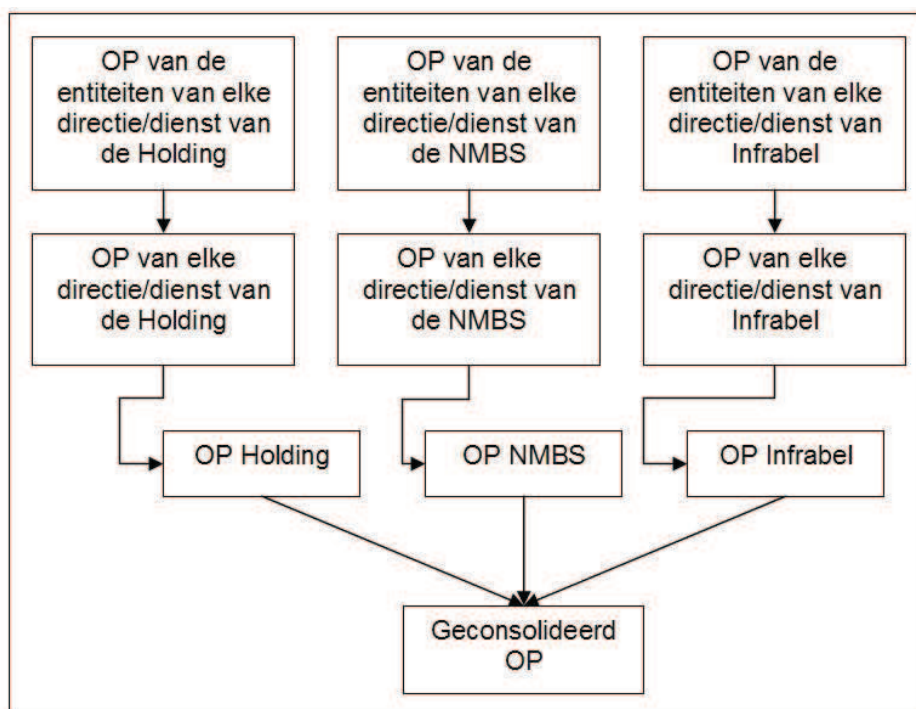 OP van de
entiteiten van elke
directie/dienst van
de Holding
OP van de
entiteiten van elke
directie/dienst van
de NMBS
OP van de
entiteiten van elke
directie/dienst van
Infrabel
OP van elke
directie/dienst van
de Holding
OP van elke
directie/dienst van
de NMBS
OP van elke
directie/dienst van
Infrabel
OP Holding
OP NMBS
OP Infrabel
Geconsolideerd
OP